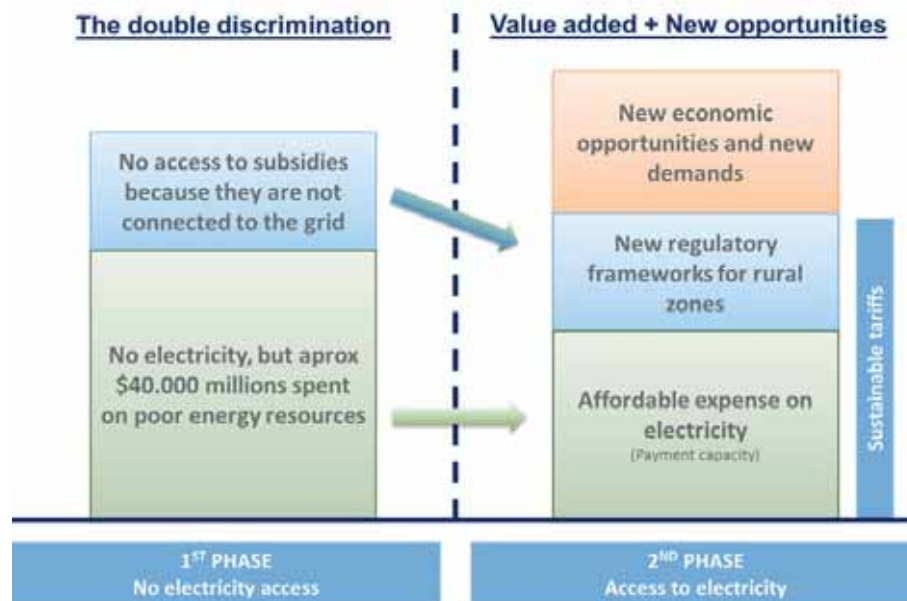 The double discrimination
No access to subsidies
because they are not
connected to the grid
No electricity, but aprox
$40.000 millions spent
on poor energy resources
1ST PHASE
No electricity access
Value added + New opportunities
New economic
opportunities and new
demands
New regulatory
frameworks for rural
zones
Affordable expense on
electricity
(Payment capacity)
Sustainable tariffs
2ND PHASE
Access to electricity